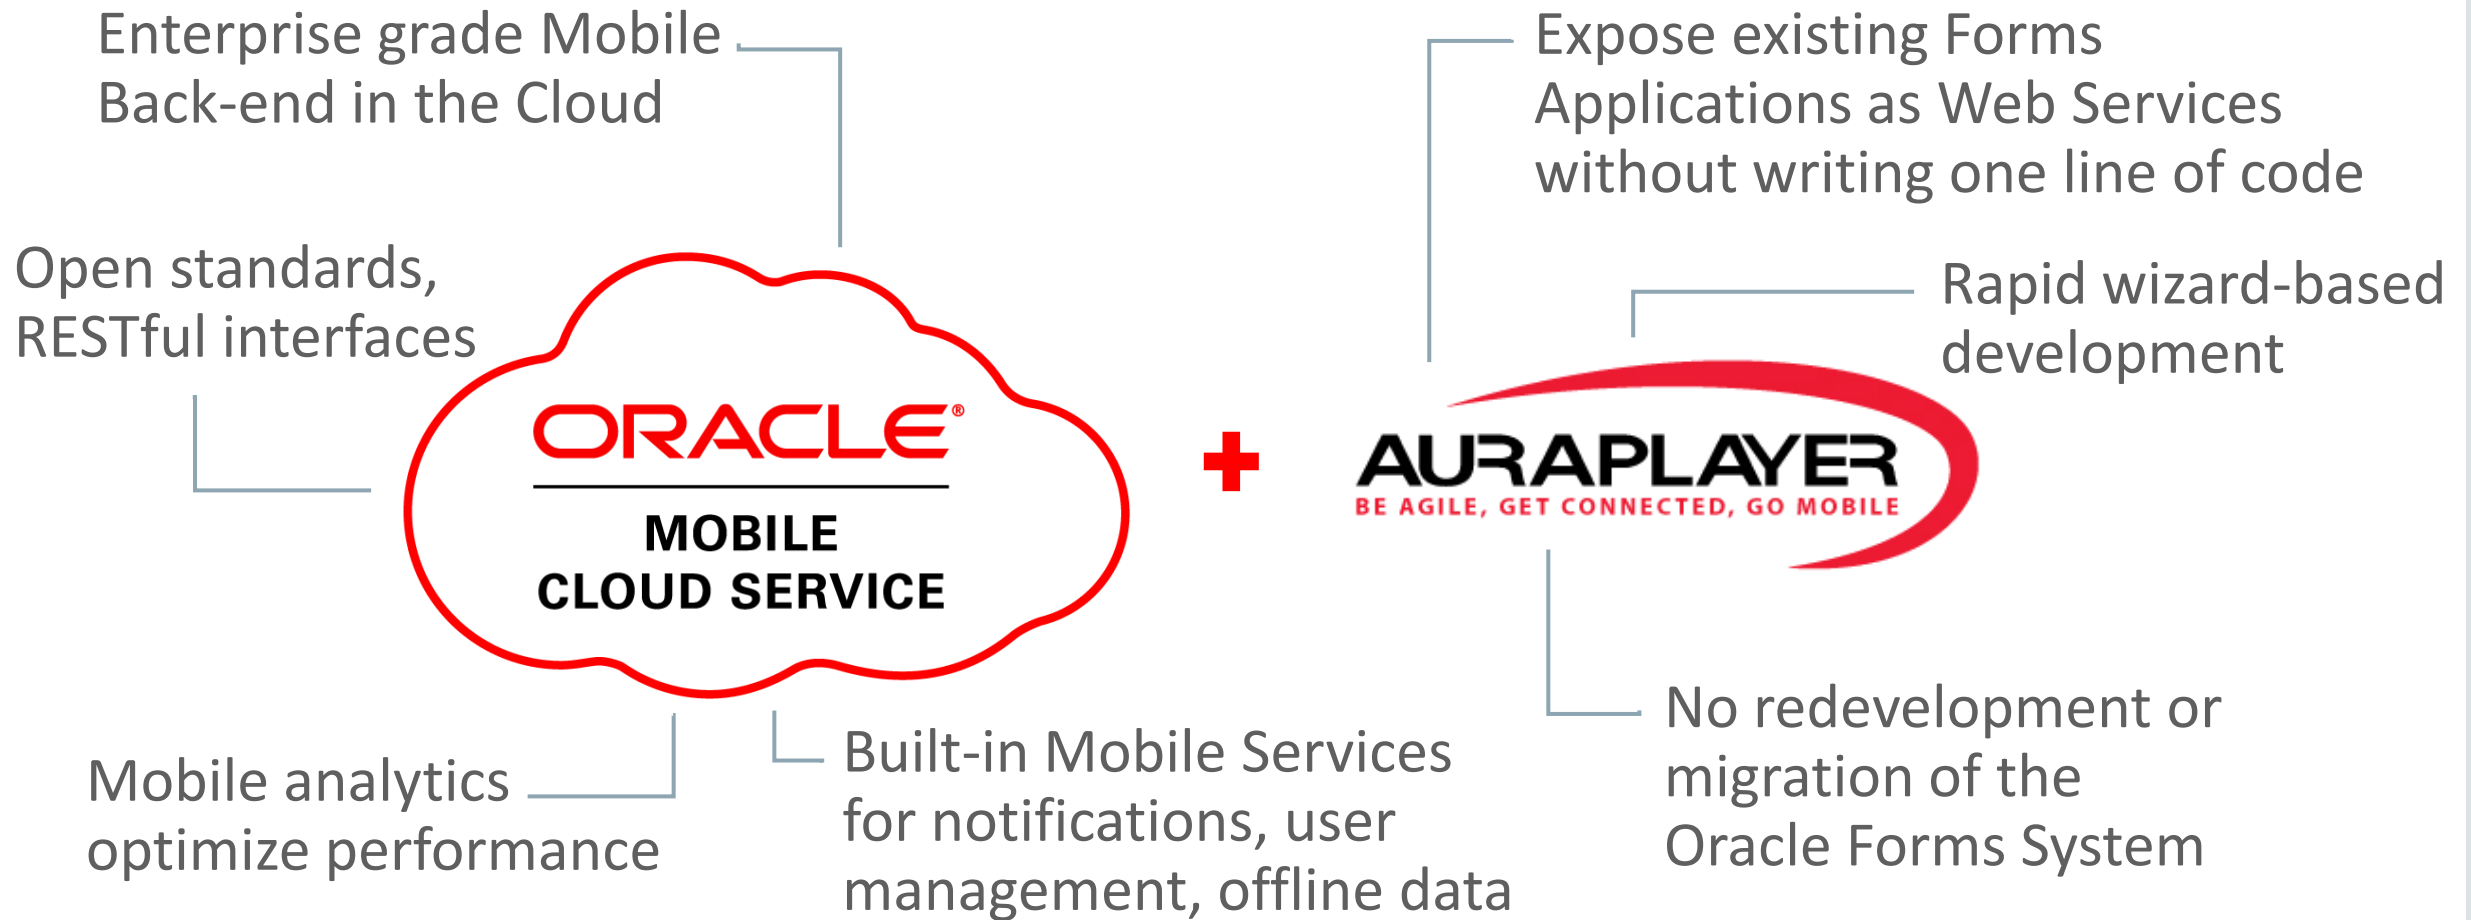 Enterprise grade Mobile
Back-end in the Cloud
Open standards,
RESTful interfaces
ORACLE®
MOBILE
CLOUD SERVICE
Mobile analytics
optimize performance
Built-in Mobile Services
for notifications, user
management, offline data
+
Expose existing Forms
Applications as Web Services
without writing one line of code
Rapid wizard-based
development
AURAPLAYER
BE AGILE, GET CONNECTED, GO MOBILE
No redevelopment or
migration of the
Oracle Forms System